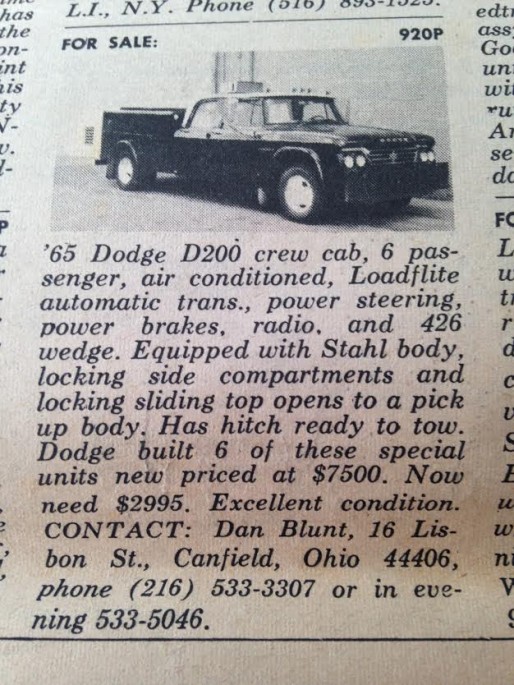 L.I., N.Y. Phone (516) 893-1525.
FOR SALE:
920P
'65 Dodge D200 crew cab, 6 pas-
senger, air conditioned, Loadflite
automatic trans., power steering,
power brakes, radio, and 426
wedge. Equipped with Stahl body,
locking side compartments and
locking sliding top opens to a pick
up body. Has hitch ready to tow.
Dodge built 6 of these special
units new priced at $7500. Now
need $2995. Excellent condition.
CONTACT: Dan Blunt, 16 Lis-
bon St., Canfield, Ohio 44406,
phone (216) 533-3307 or in eve-
ning 533-5046.